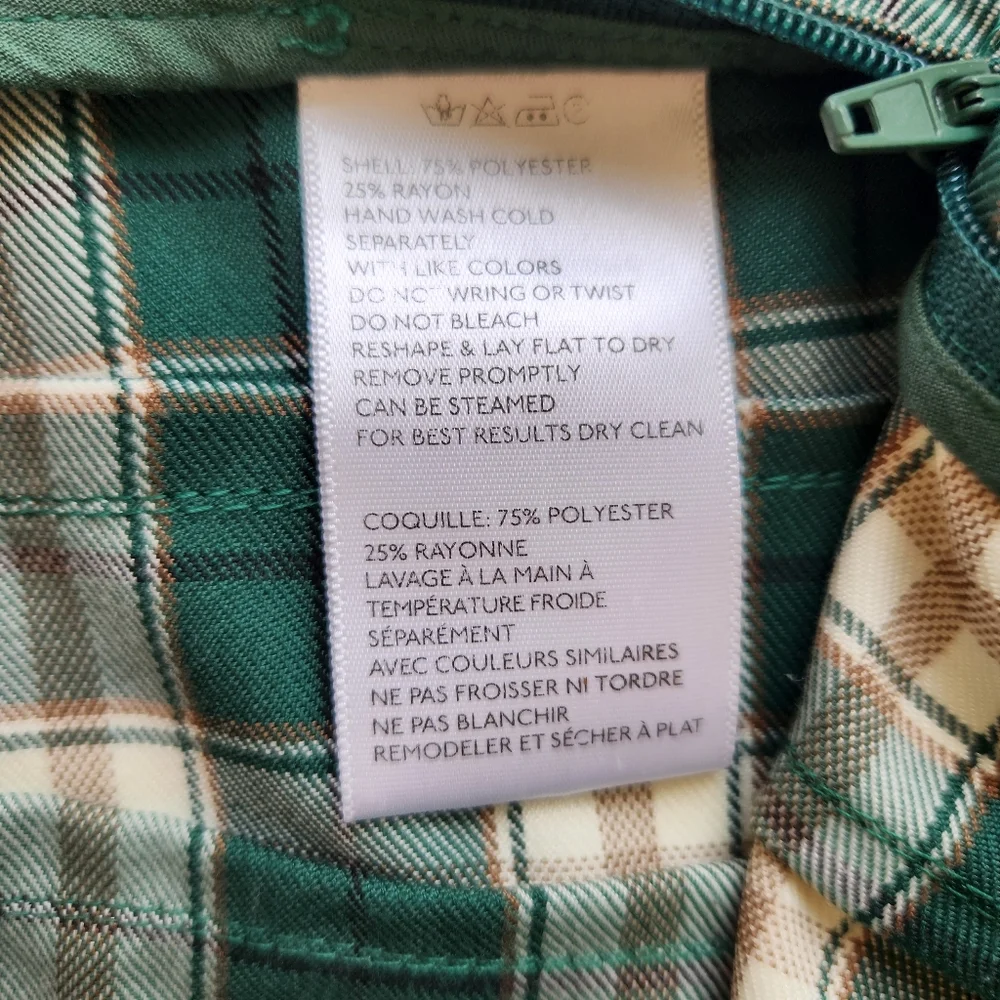 SHELL: 75% POLYESTER
25% RAYON
HAND WASH COLD
SEPARATELY
WITH LIKE COLORS
DO NOT WRING OR TWIST
DO NOT BLEACH
RESHAPE & LAY FLAT TO DRY
REMOVE PROMPTLY
CAN BE STEAMED
FOR BEST RESULTS DRY CLEAN
COQUILLE: 75% POLYESTER
25% RAYONNE
LAVAGE À LA MAIN À
TEMPÉRATURE FROIDE
SÉPARÉMENT
AVEC COULEURS SIMILAIRES
NE PAS FROISSER NI TORDRE
NE PAS BLANCHIR
REMODELER ET SÉCHER À PLAT